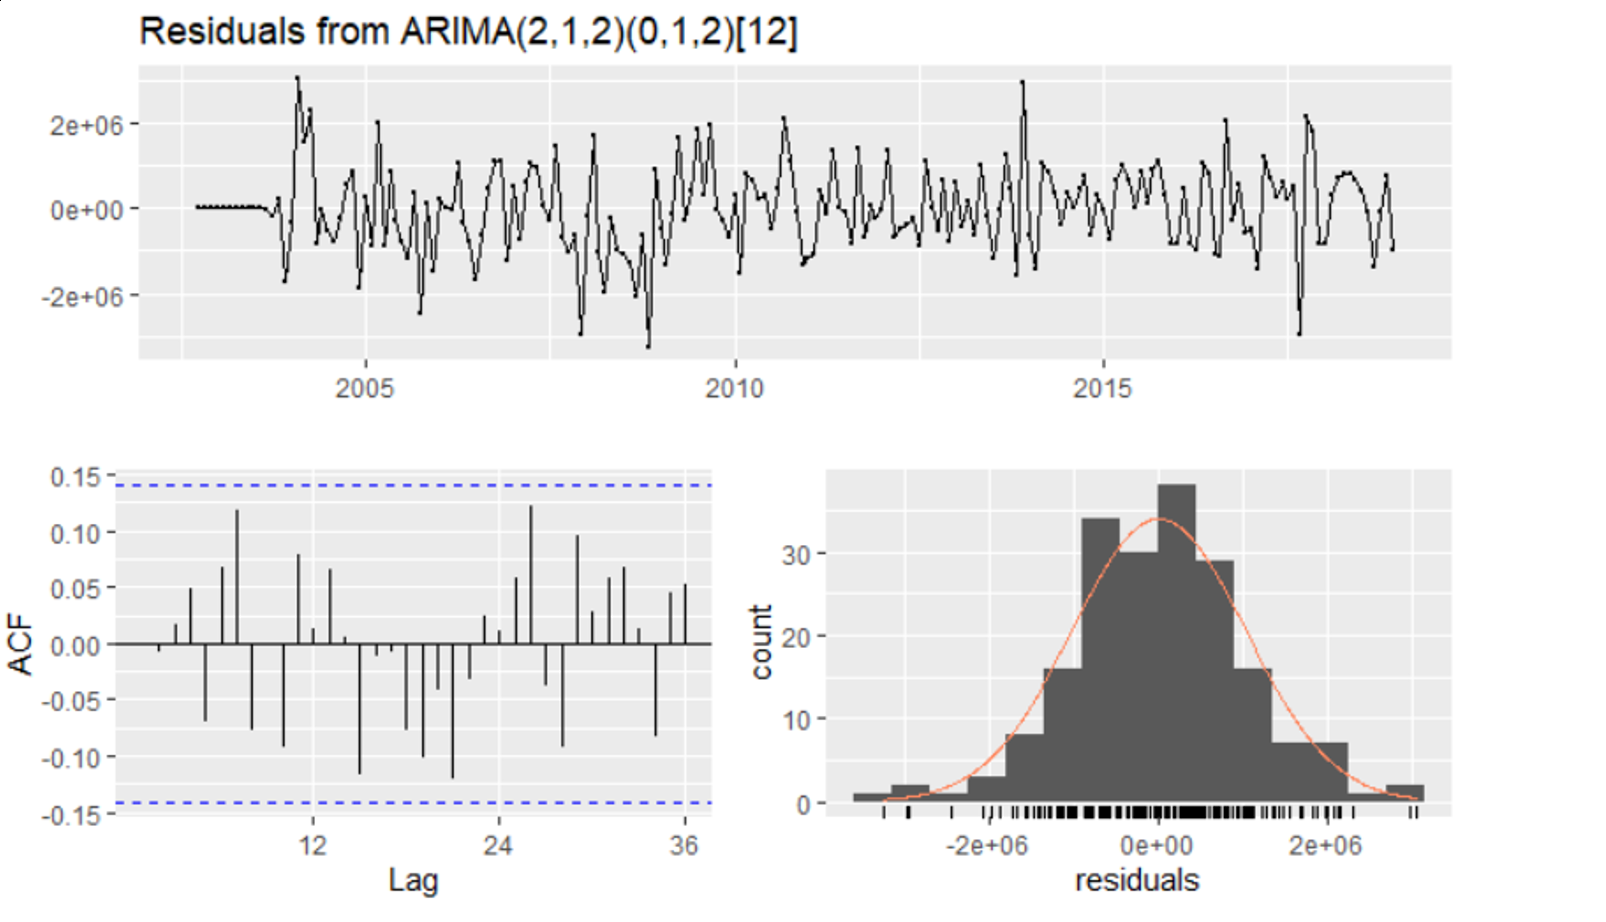 Residuals from ARIMA(2,1,2)(0,1,2)[12]
2e+06
0e+00
-2e+06
2005
2010
2015
0.15
0.10
0.05
0.00
-0.05
-0.10
-0.15
ACF
12
24
36
Lag
30
20
10
0
count
-2e+06
0e+00
2e+06
residuals